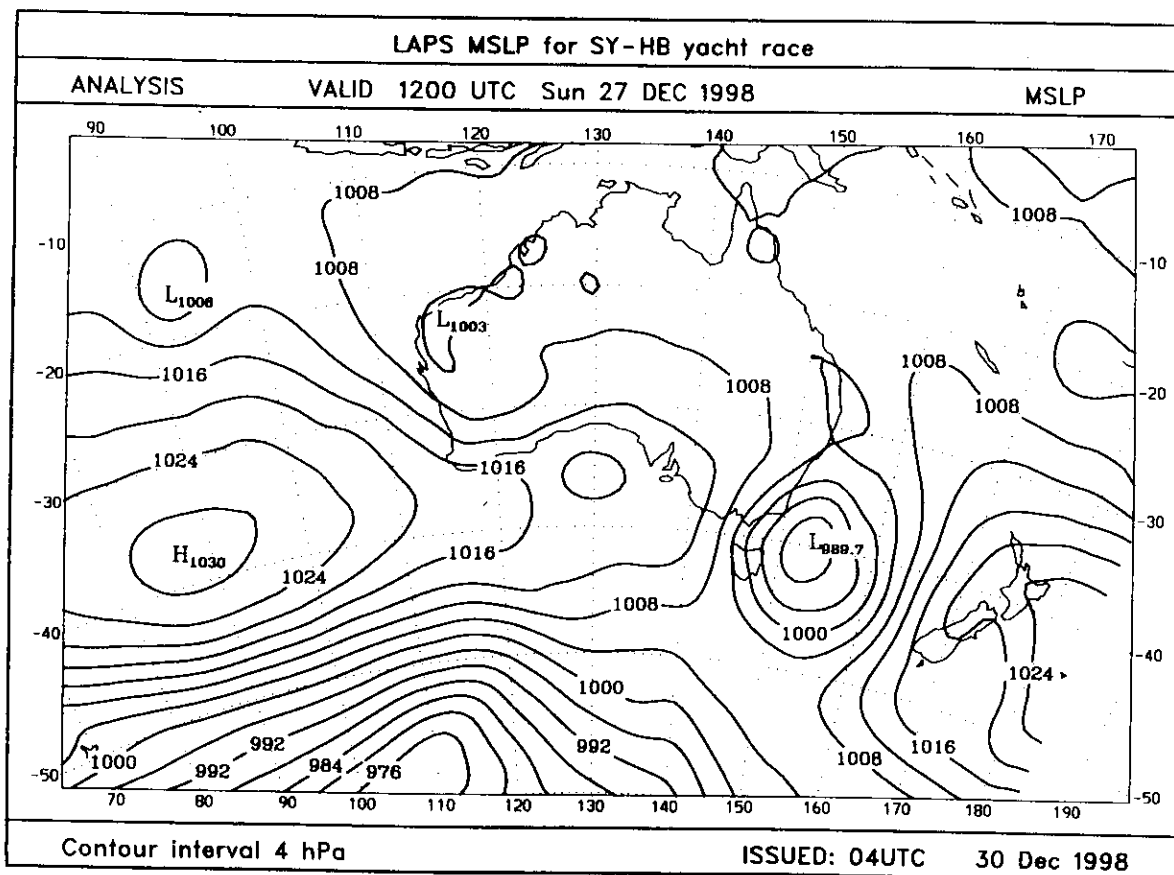 LAPS MSLP for SY-HB yacht race
ANALYSIS VALID 1200 UTC Sun 27 DEC 1998 MSLP
90 100 110 120 130 140 150 160 170
1008
1008
-10 -10
1008
L1006
L1003
1016
1008 1008
-20 -20
1008
1024 1016
-30 -30
H1030 1016 L989.7
1024
1008
1000
-40 -40
1024
1000
1000 992 992 1016
992 984 976 1008
-50 -50
70 80 90 100 110 120 130 140 150 160 170 180 190
Contour interval 4 hPa ISSUED: 04UTC 30 Dec 1998